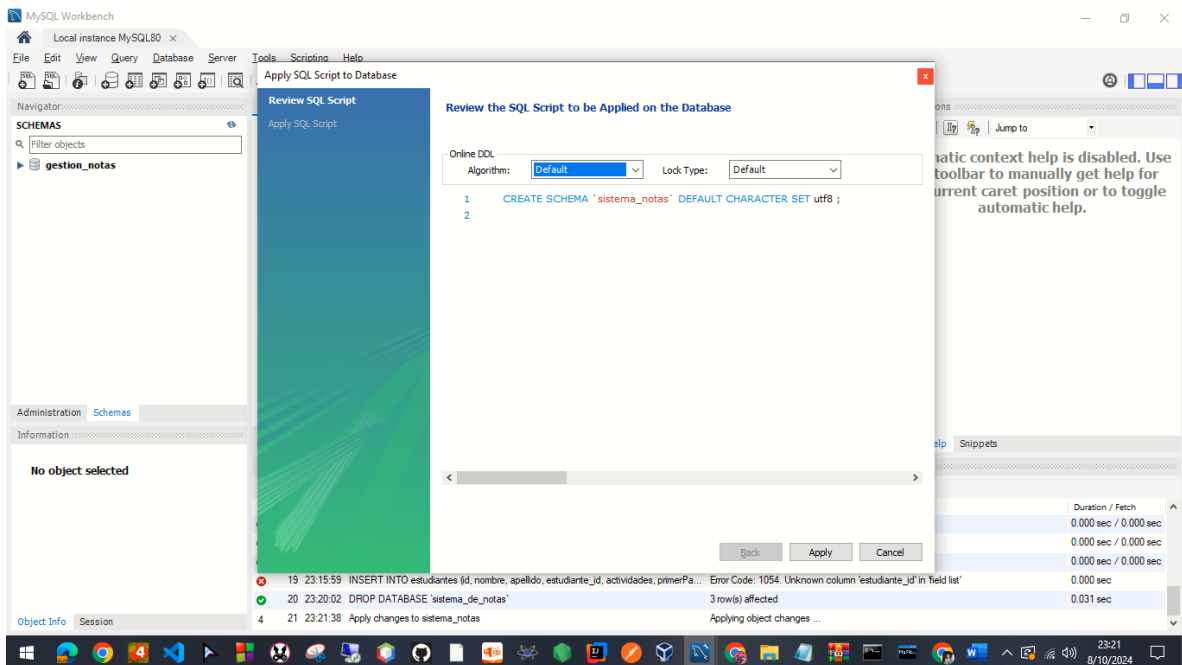 MySQL Workbench
Local instance MySQL80
File Edit View Query Database Server Tools Scripting Help
Navigator
SCHEMAS
Filter objects
gestion_notas
Administration Schemas
Information
No object selected
Object Info Session
Apply SQL Script to Database
Review SQL Script
Apply SQL Script
Review the SQL Script to be Applied on the Database
Online DDL
Algorithm: Default Lock Type: Default
1 CREATE SCHEMA `sistema_notas` DEFAULT CHARACTER SET utf8 ;
2
Back Apply Cancel
ons
Jump to
natic context help is disabled. Use
toolbar to manually get help for
urrent caret position or to toggle
automatic help.
elp Snippets
Duration / Fetch
0.000 sec / 0.000 sec
0.000 sec / 0.000 sec
0.000 sec / 0.000 sec
19 23:15:59 INSERT INTO estudiantes (id, nombre, apellido, estudiante_id, actividades, primerPa... Error Code: 1054. Unknown column 'estudiante_id' in 'field list' 0.000 sec
20 23:20:02 DROP DATABASE `sistema_de_notas` 3 row(s) affected 0.031 sec
4 21 23:21:38 Apply changes to sistema_notas Applying object changes ...
23:21
8/10/2024